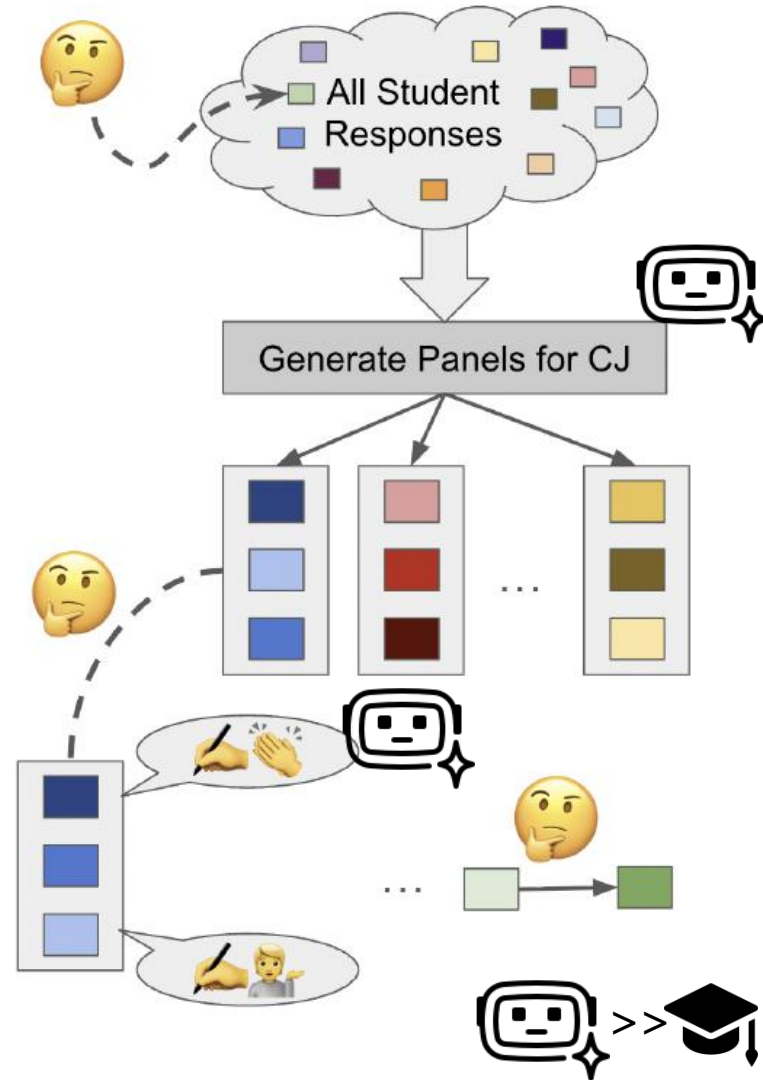 All Student
Responses
Generate Panels for CJ
...
...
>>